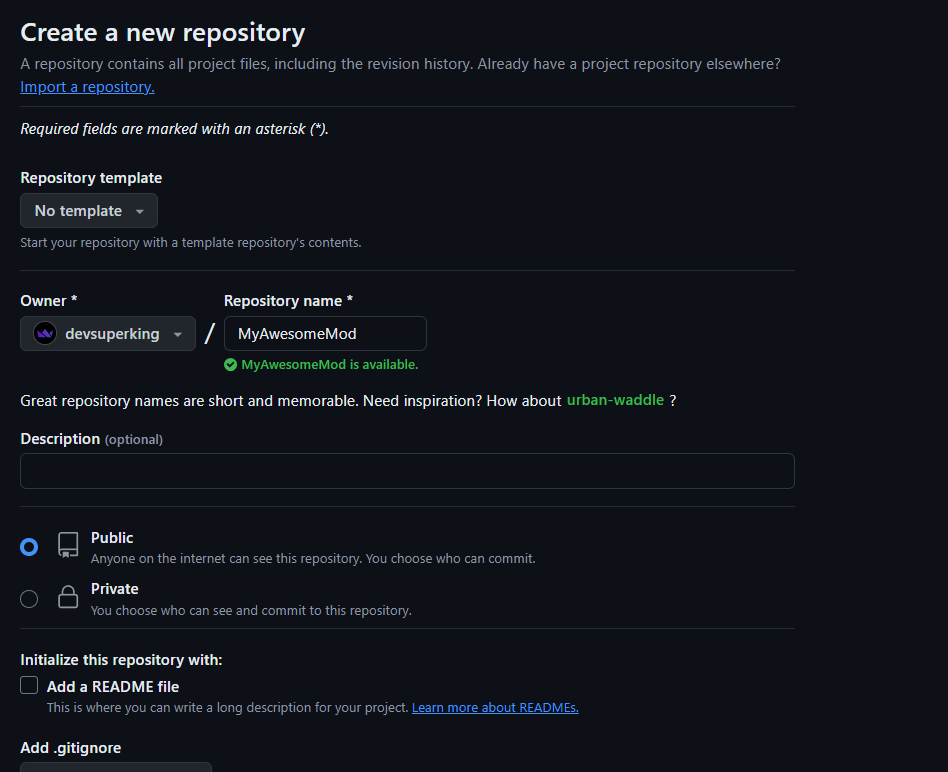 Create a new repository
A repository contains all project files, including the revision history. Already have a project repository elsewhere?
Import a repository.
Required fields are marked with an asterisk (*).
Repository template
No template
Start your repository with a template repository's contents.
Owner * Repository name *
devsuperking / MyAwesomeMod
MyAwesomeMod is available.
Great repository names are short and memorable. Need inspiration? How about urban-waddle ?
Description (optional)
Public
Anyone on the internet can see this repository. You choose who can commit.
Private
You choose who can see and commit to this repository.
Initialize this repository with:
Add a README file
This is where you can write a long description for your project. Learn more about READMEs.
Add .gitignore